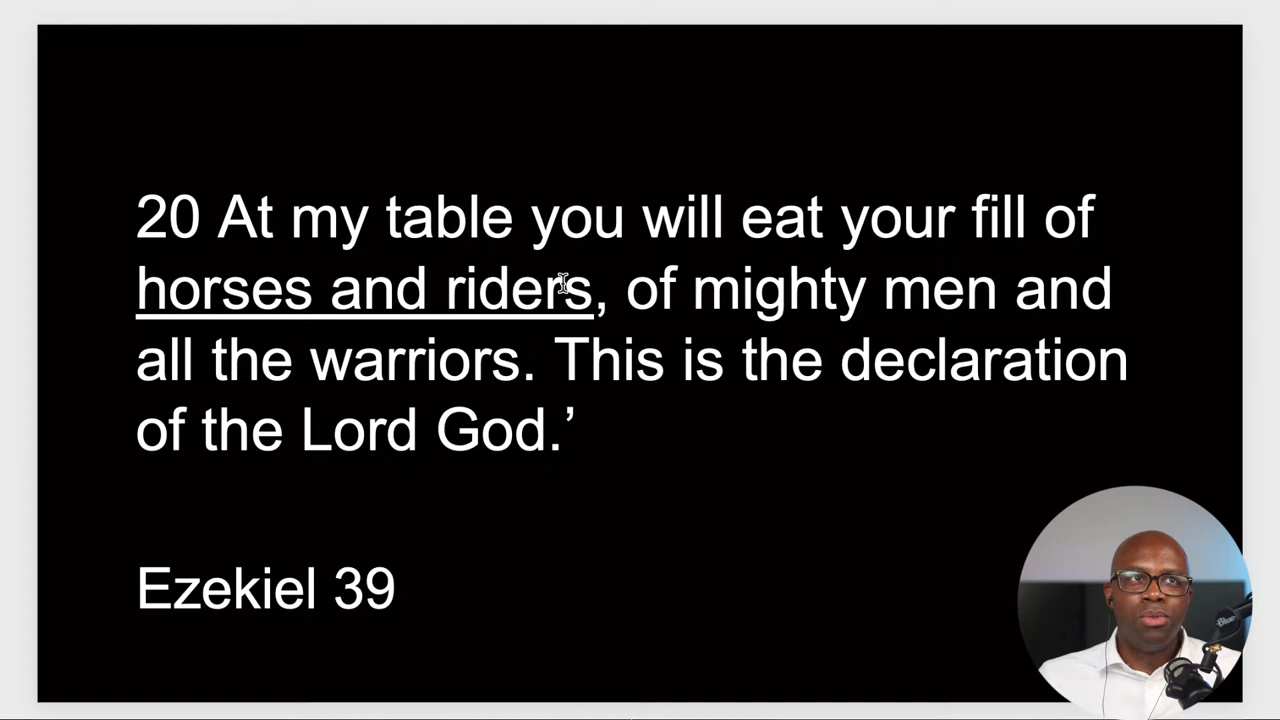 20 At my table you will eat your fill of
horses and riders, of mighty men and
all the warriors. This is the declaration
of the Lord God.’
Ezekiel 39
Blue